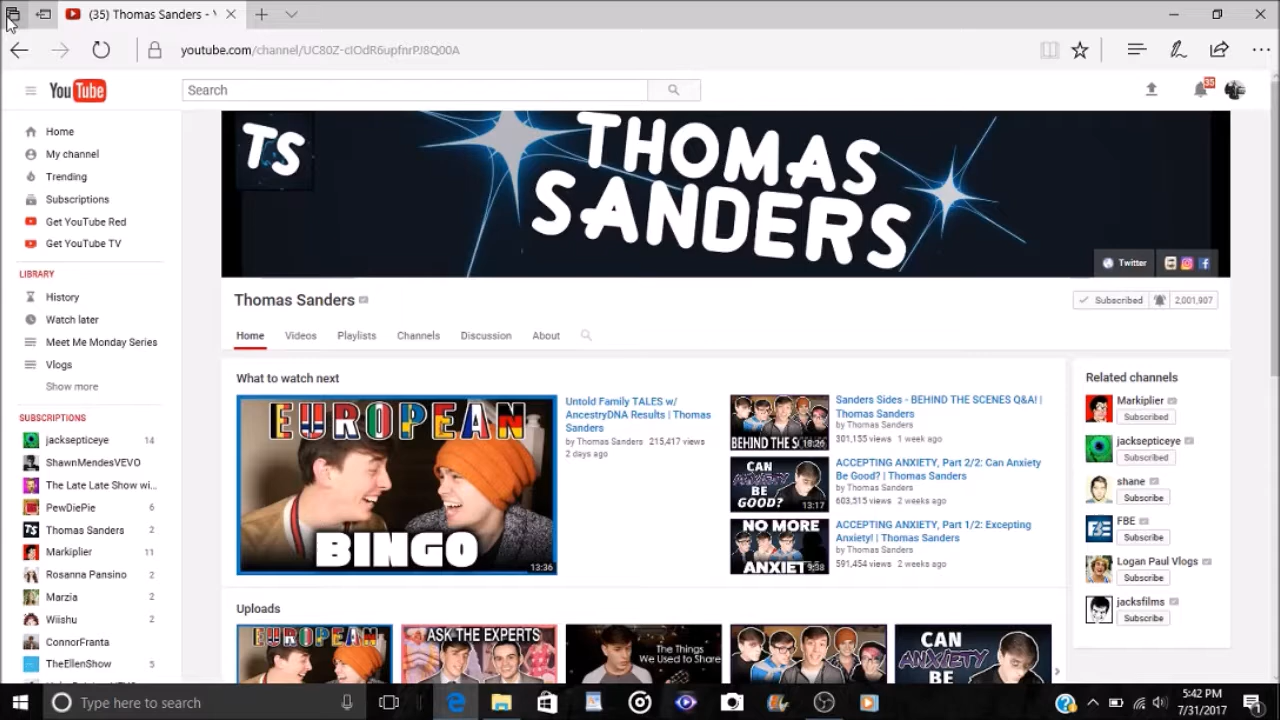 (35) Thomas Sanders -
youtube.com/channel/UC80Z-cIOdR6upfnrPJ8Q00A
YouTube
Search
35
Home
My channel
Trending
Subscriptions
Get YouTube Red
Get YouTube TV
LIBRARY
History
Watch later
Meet Me Monday Series
Vlogs
Show more
SUBSCRIPTIONS
jacksepticeye 14
ShawnMendesVEVO
The Late Late Show wi...
PewDiePie 6
Thomas Sanders 2
Markiplier 11
Rosanna Pansino 2
Marzia 2
Wiishu 2
ConnorFranta
TheEllenShow 5
TS
THOMAS
SANDERS
Twitter
Thomas Sanders
Subscribed 2,001,907
Home Videos Playlists Channels Discussion About
What to watch next
EUROPEAN
BINGO
13:36
Untold Family TALES w/
AncestryDNA Results | Thomas
Sanders
by Thomas Sanders 215,417 views
2 days ago
BEHIND THE S
18:26
Sanders Sides - BEHIND THE SCENES Q&A! |
Thomas Sanders
by Thomas Sanders
301,155 views 1 week ago
CAN
ANXIETY
BE
GOOD?
13:17
ACCEPTING ANXIETY, Part 2/2: Can Anxiety
Be Good? | Thomas Sanders
by Thomas Sanders
603,515 views 2 weeks ago
NO MORE
ANXIET
9:38
ACCEPTING ANXIETY, Part 1/2: Excepting
Anxiety! | Thomas Sanders
by Thomas Sanders
591,454 views 2 weeks ago
Related channels
Markiplier
Subscribed
jacksepticeye
Subscribed
shane
Subscribe
FBE
FBE
Subscribe
Logan Paul Vlogs
Subscribe
jacksfilms
Subscribe
Uploads
EUROPEAN
ASK THE EXPERTS
The Things
We Used to Share
CAN
ANXIETY
BE
Type here to search
5:42 PM
7/31/2017
1